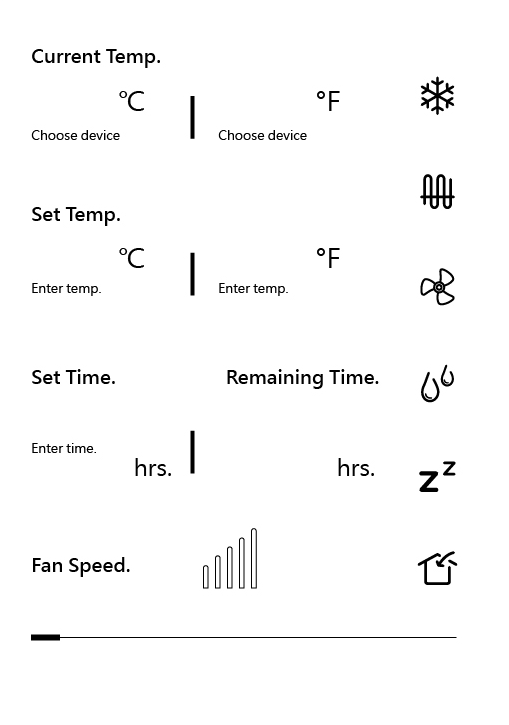 Current Temp.
℃ °F
Choose device Choose device
Set Temp.
℃ °F
Enter temp. Enter temp.
Set Time. Remaining Time.
Enter time.
hrs. hrs.
zz
Fan Speed.